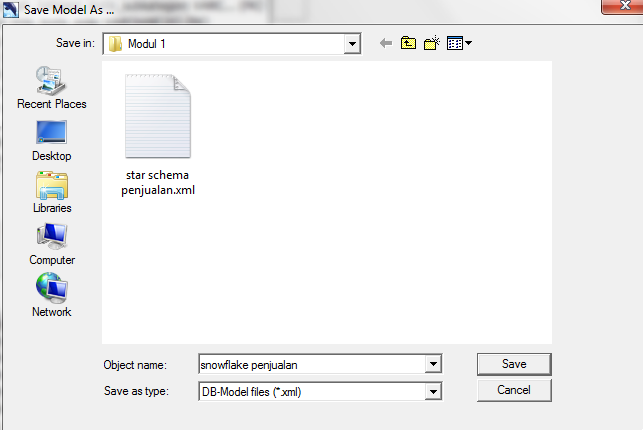 Save Model As ...
Save in:
Modul 1
Recent Places
Desktop
Libraries
Computer
Network
star schema
penjualan.xml
Object name:
snowflake penjualan
Save
Save as type:
DB-Model files (*.xml)
Cancel